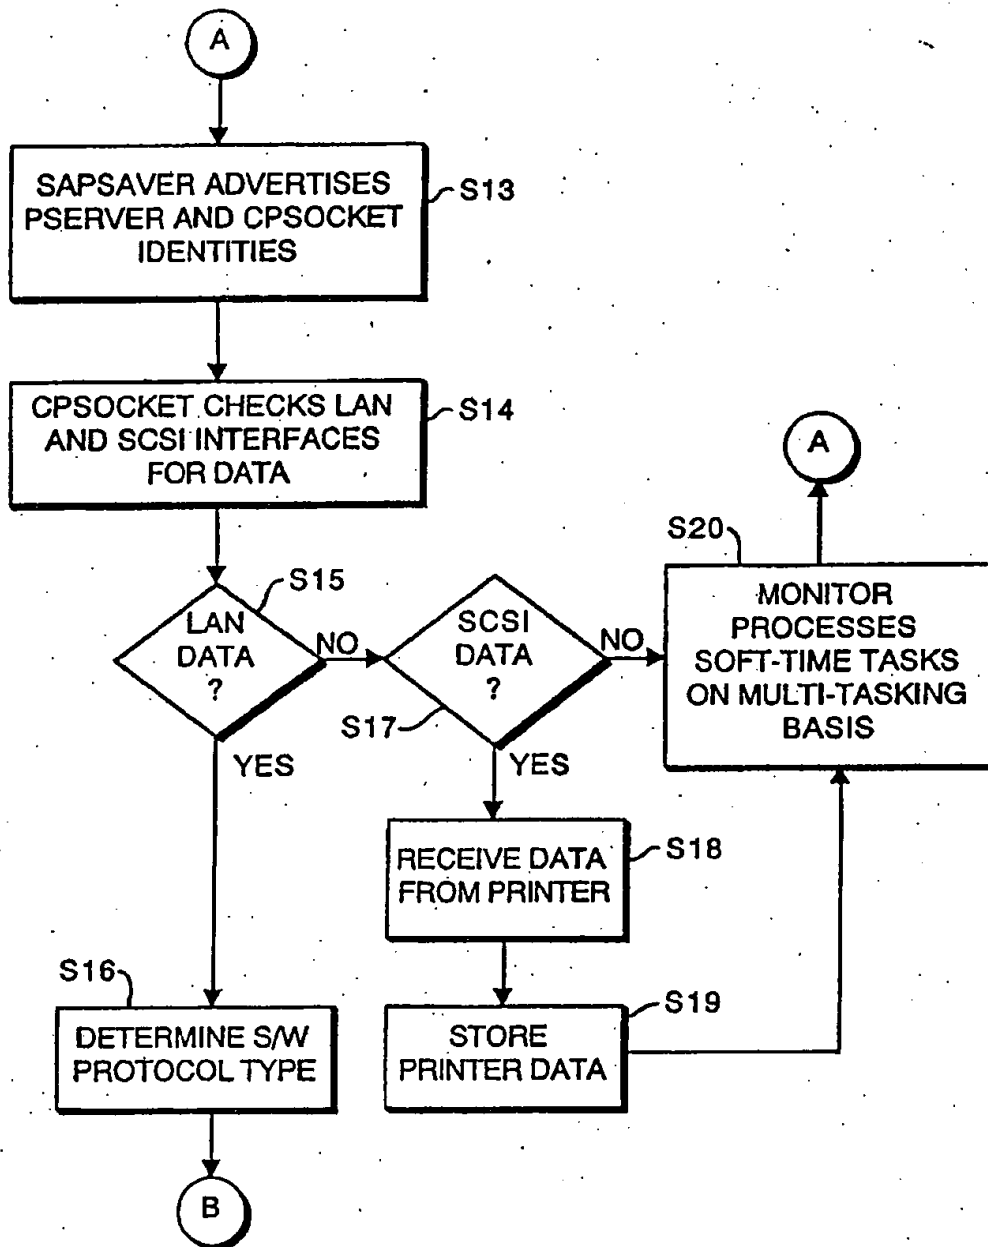 A
SAPSAVER ADVERTISES
PSERVER AND CPSOCKET
IDENTITIES
S13
CPSOCKET CHECKS LAN
AND SCSI INTERFACES
FOR DATA
S14
A
S20
S15
LAN
DATA
?
NO
SCSI
DATA
?
NO
S17
MONITOR
PROCESSES
SOFT-TIME TASKS
ON MULTI-TASKING
BASIS
YES
YES
RECEIVE DATA
FROM PRINTER
S18
S16
DETERMINE S/W
PROTOCOL TYPE
STORE
PRINTER DATA
S19
B